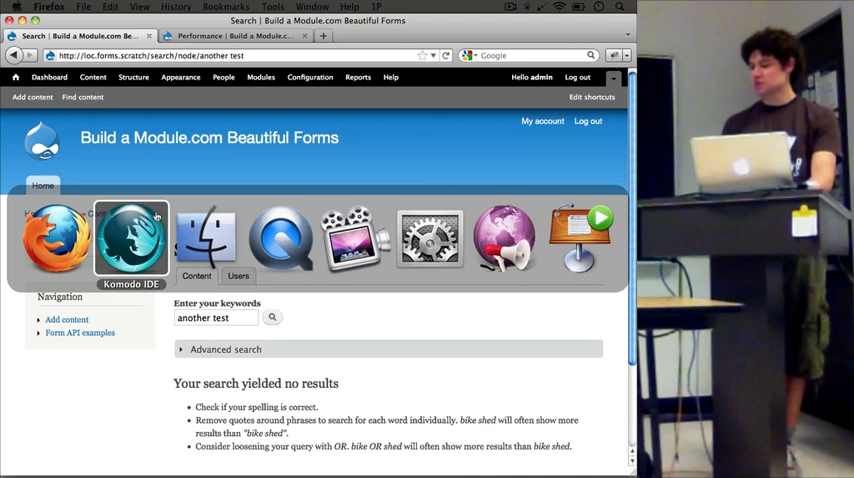 Firefox File Edit View History Bookmarks Tools Window Help 1P
Search | Build a Module.com Beautiful Forms
Search | Build a Module.com Be... Performance | Build a Module.c...
http://loc.forms.scratch/search/node/another test
Google
Dashboard Content Structure Appearance People Modules Configuration Reports Help Hello admin Log out
Add content Find content Edit shortcuts
My account Log out
Build a Module.com Beautiful Forms
Home
Komodo IDE
Content Users
Navigation
Add content
Form API examples
Enter your keywords
another test
Advanced search
Your search yielded no results
Check if your spelling is correct.
Remove quotes around phrases to search for each word individually. bike shed will often show more
results than "bike shed".
Consider loosening your query with OR. bike OR shed will often show more results than bike shed.